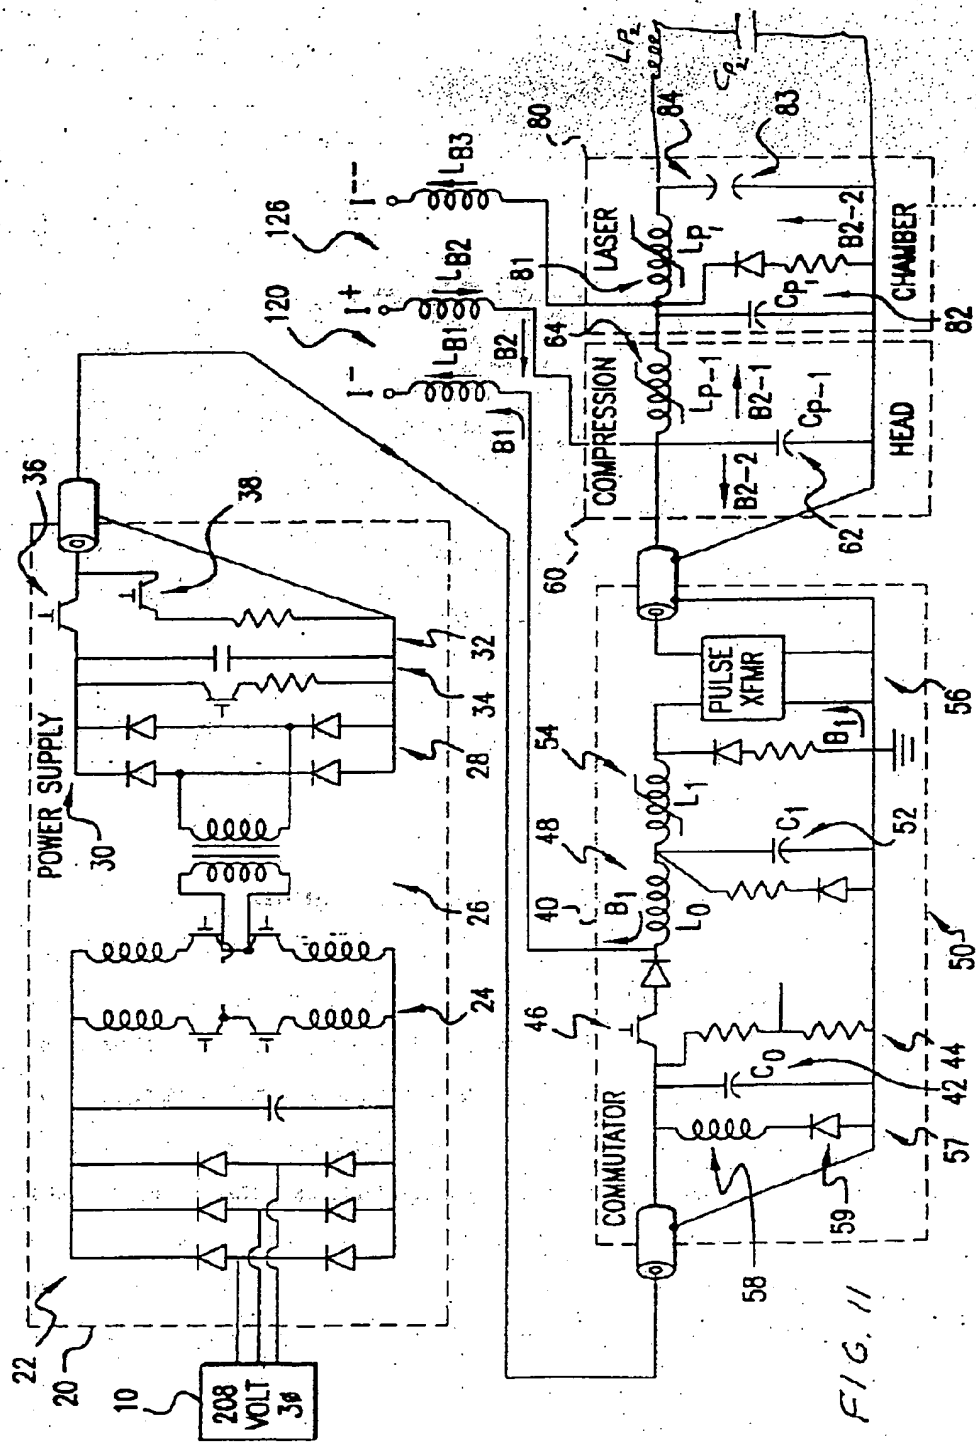 22
20
10
208
VOLT
3ø
POWER SUPPLY
30
24
26
28
34
32
36
38
120
126
I-
I+
I--
LB1
LB2
LB3
B1
B2
COMMUTATOR
46
40
48
54
B1
L0
L1
C0
C1
PULSE
XFMR
B1
58
59
57
42
44
50
52
56
60
COMPRESSION
HEAD
64
LP-1
B2-1
B2-2
CP-1
62
80
LASER
CHAMBER
81
LP1
CP1
82
84
83
B2-2
LP2
CP2
FIG. 11